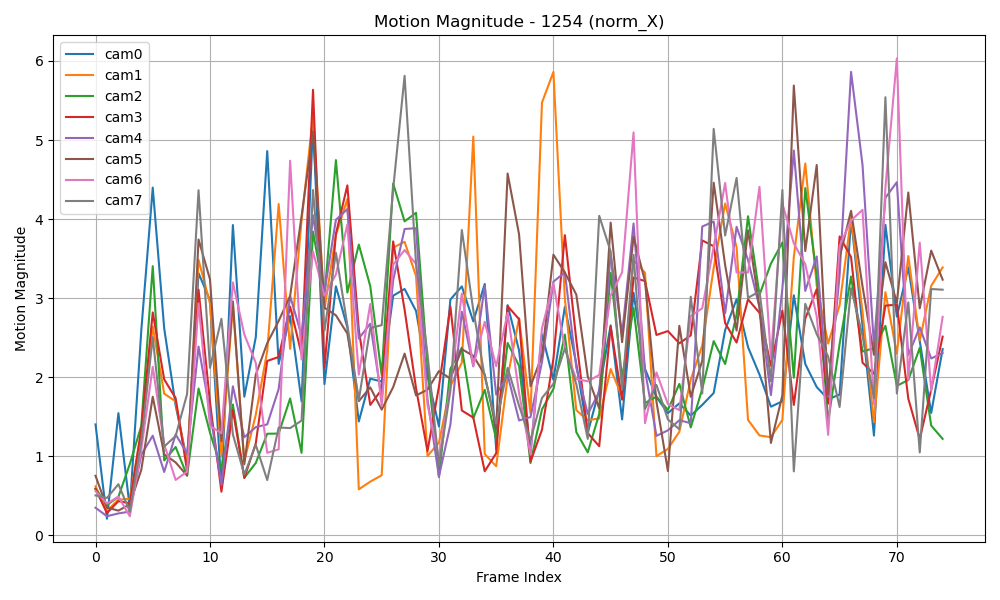 Motion Magnitude - 1254 (norm_X)
Motion Magnitude
6
5
4
3
2
1
0
cam0
cam1
cam2
cam3
cam4
cam5
cam6
cam7
0 10 20 30 40 50 60 70
Frame Index